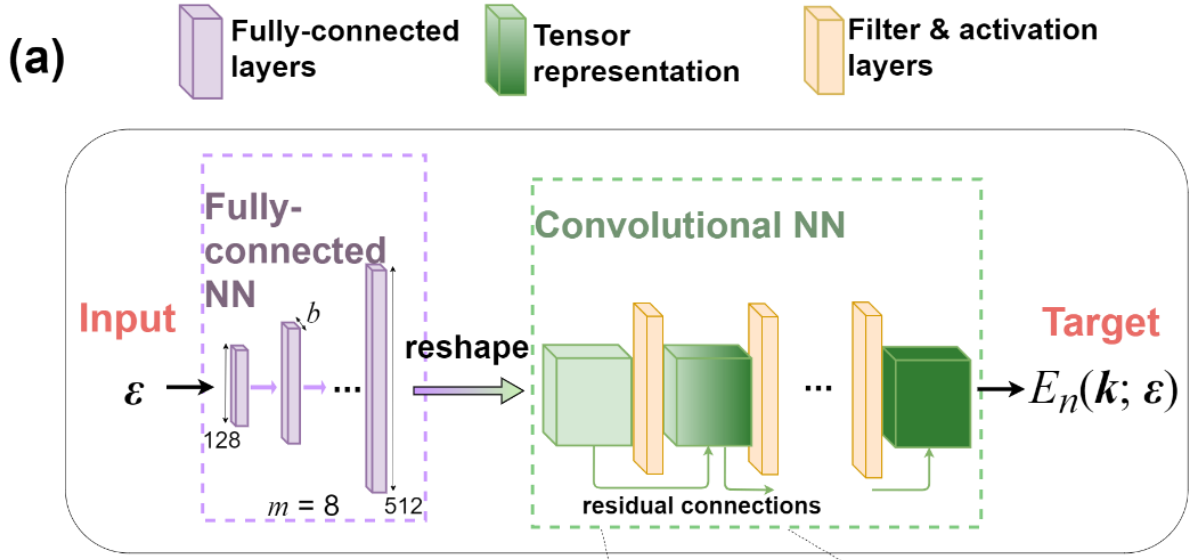 (a)
Fully-connected
layers
Tensor
representation
Filter & activation
layers
Fully-
connected
NN
Convolutional NN
Input
ε
128
b
...
512
m = 8
reshape
...
residual connections
Target
Eₙ(k; ε)